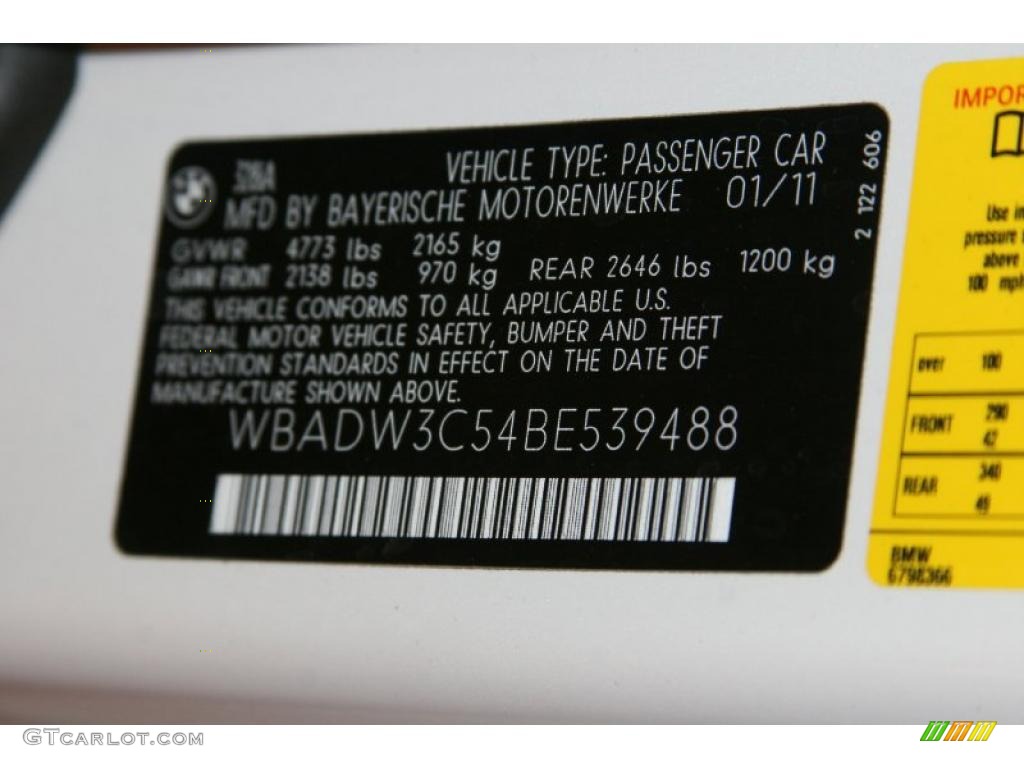 328iA VEHICLE TYPE: PASSENGER CAR
MFD BY BAYERISCHE MOTORENWERKE 01/11
GVWR 4773 lbs 2165 kg
GAWR FRONT 2138 lbs 970 kg REAR 2646 lbs 1200 kg
THIS VEHICLE CONFORMS TO ALL APPLICABLE U.S.
FEDERAL MOTOR VEHICLE SAFETY, BUMPER AND THEFT
PREVENTION STANDARDS IN EFFECT ON THE DATE OF
MANUFACTURE SHOWN ABOVE.
WBADW3C54BE539488
2 122 606
IMPOR
Use in
pressure
above
100 mph
over 100
FRONT 290
42
REAR 340
49
BMW
6798366
GTCARLOT.COM